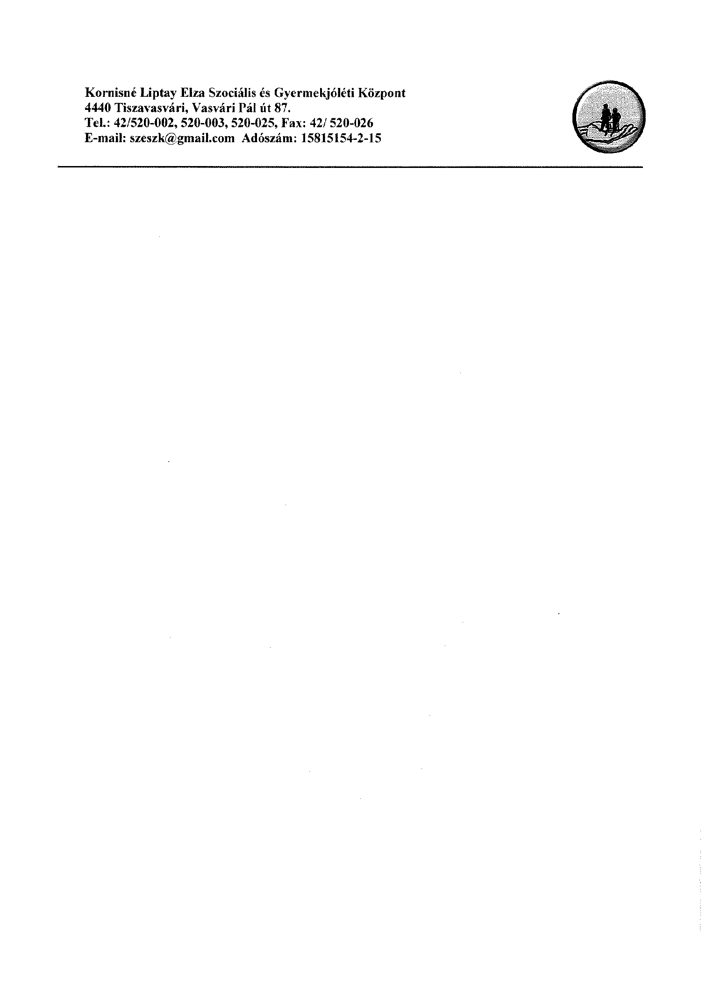 Kornisné Liptay Elza Szociális és Gyermekjóléti Központ
4440 Tiszavasvári, Vasvári Pál út 87.
Tel.: 42/520-002, 520-003, 520-025, Fax: 42/ 520-026
E-mail: szeszk@gmail.com Adószám: 15815154-2-15